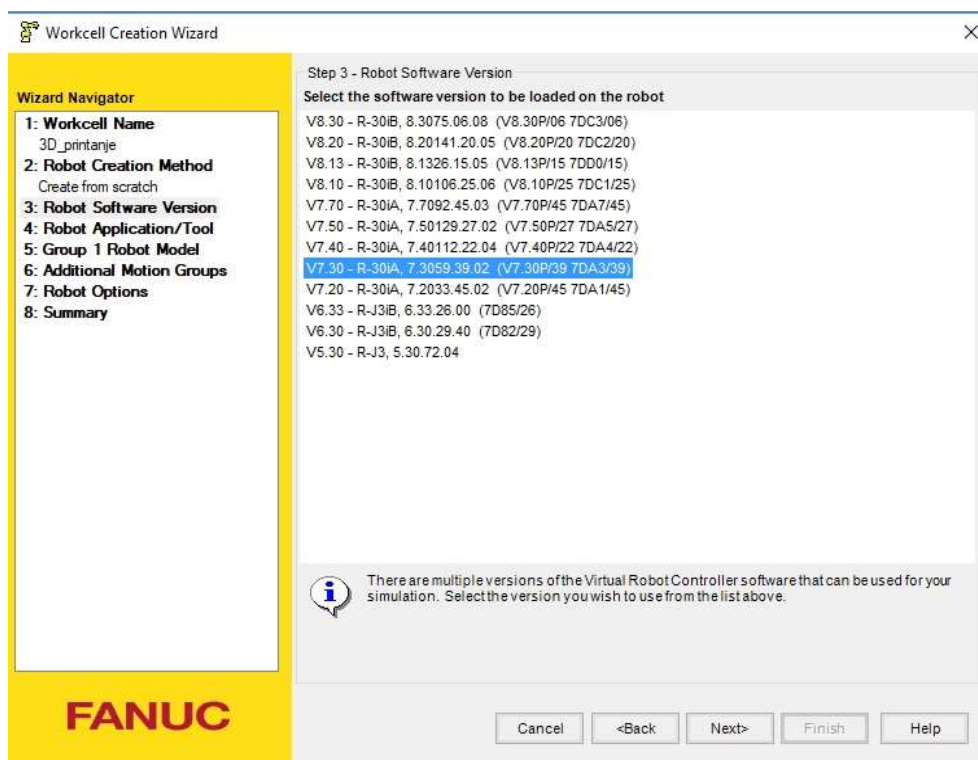 Workcell Creation Wizard
Wizard Navigator
1: Workcell Name
3D_printanje
2: Robot Creation Method
Create from scratch
3: Robot Software Version
4: Robot Application/Tool
5: Group 1 Robot Model
6: Additional Motion Groups
7: Robot Options
8: Summary
FANUC
Step 3 - Robot Software Version
Select the software version to be loaded on the robot
V8.30 - R-30iB, 8.3075.06.08 (V8.30P/06 7DC3/06)
V8.20 - R-30iB, 8.20141.20.05 (V8.20P/20 7DC2/20)
V8.13 - R-30iB, 8.1326.15.05 (V8.13P/15 7DD0/15)
V8.10 - R-30iB, 8.10106.25.06 (V8.10P/25 7DC1/25)
V7.70 - R-30iA, 7.7092.45.03 (V7.70P/45 7DA7/45)
V7.50 - R-30iA, 7.50129.27.02 (V7.50P/27 7DA5/27)
V7.40 - R-30iA, 7.40112.22.04 (V7.40P/22 7DA4/22)
V7.30 - R-30iA, 7.3059.39.02 (V7.30P/39 7DA3/39)
V7.20 - R-30iA, 7.2033.45.02 (V7.20P/45 7DA1/45)
V6.33 - R-J3iB, 6.33.26.00 (7D85/26)
V6.30 - R-J3iB, 6.30.29.40 (7D82/29)
V5.30 - R-J3, 5.30.72.04
There are multiple versions of the Virtual Robot Controller software that can be used for your
simulation. Select the version you wish to use from the list above.
Cancel <Back Next> Finish Help